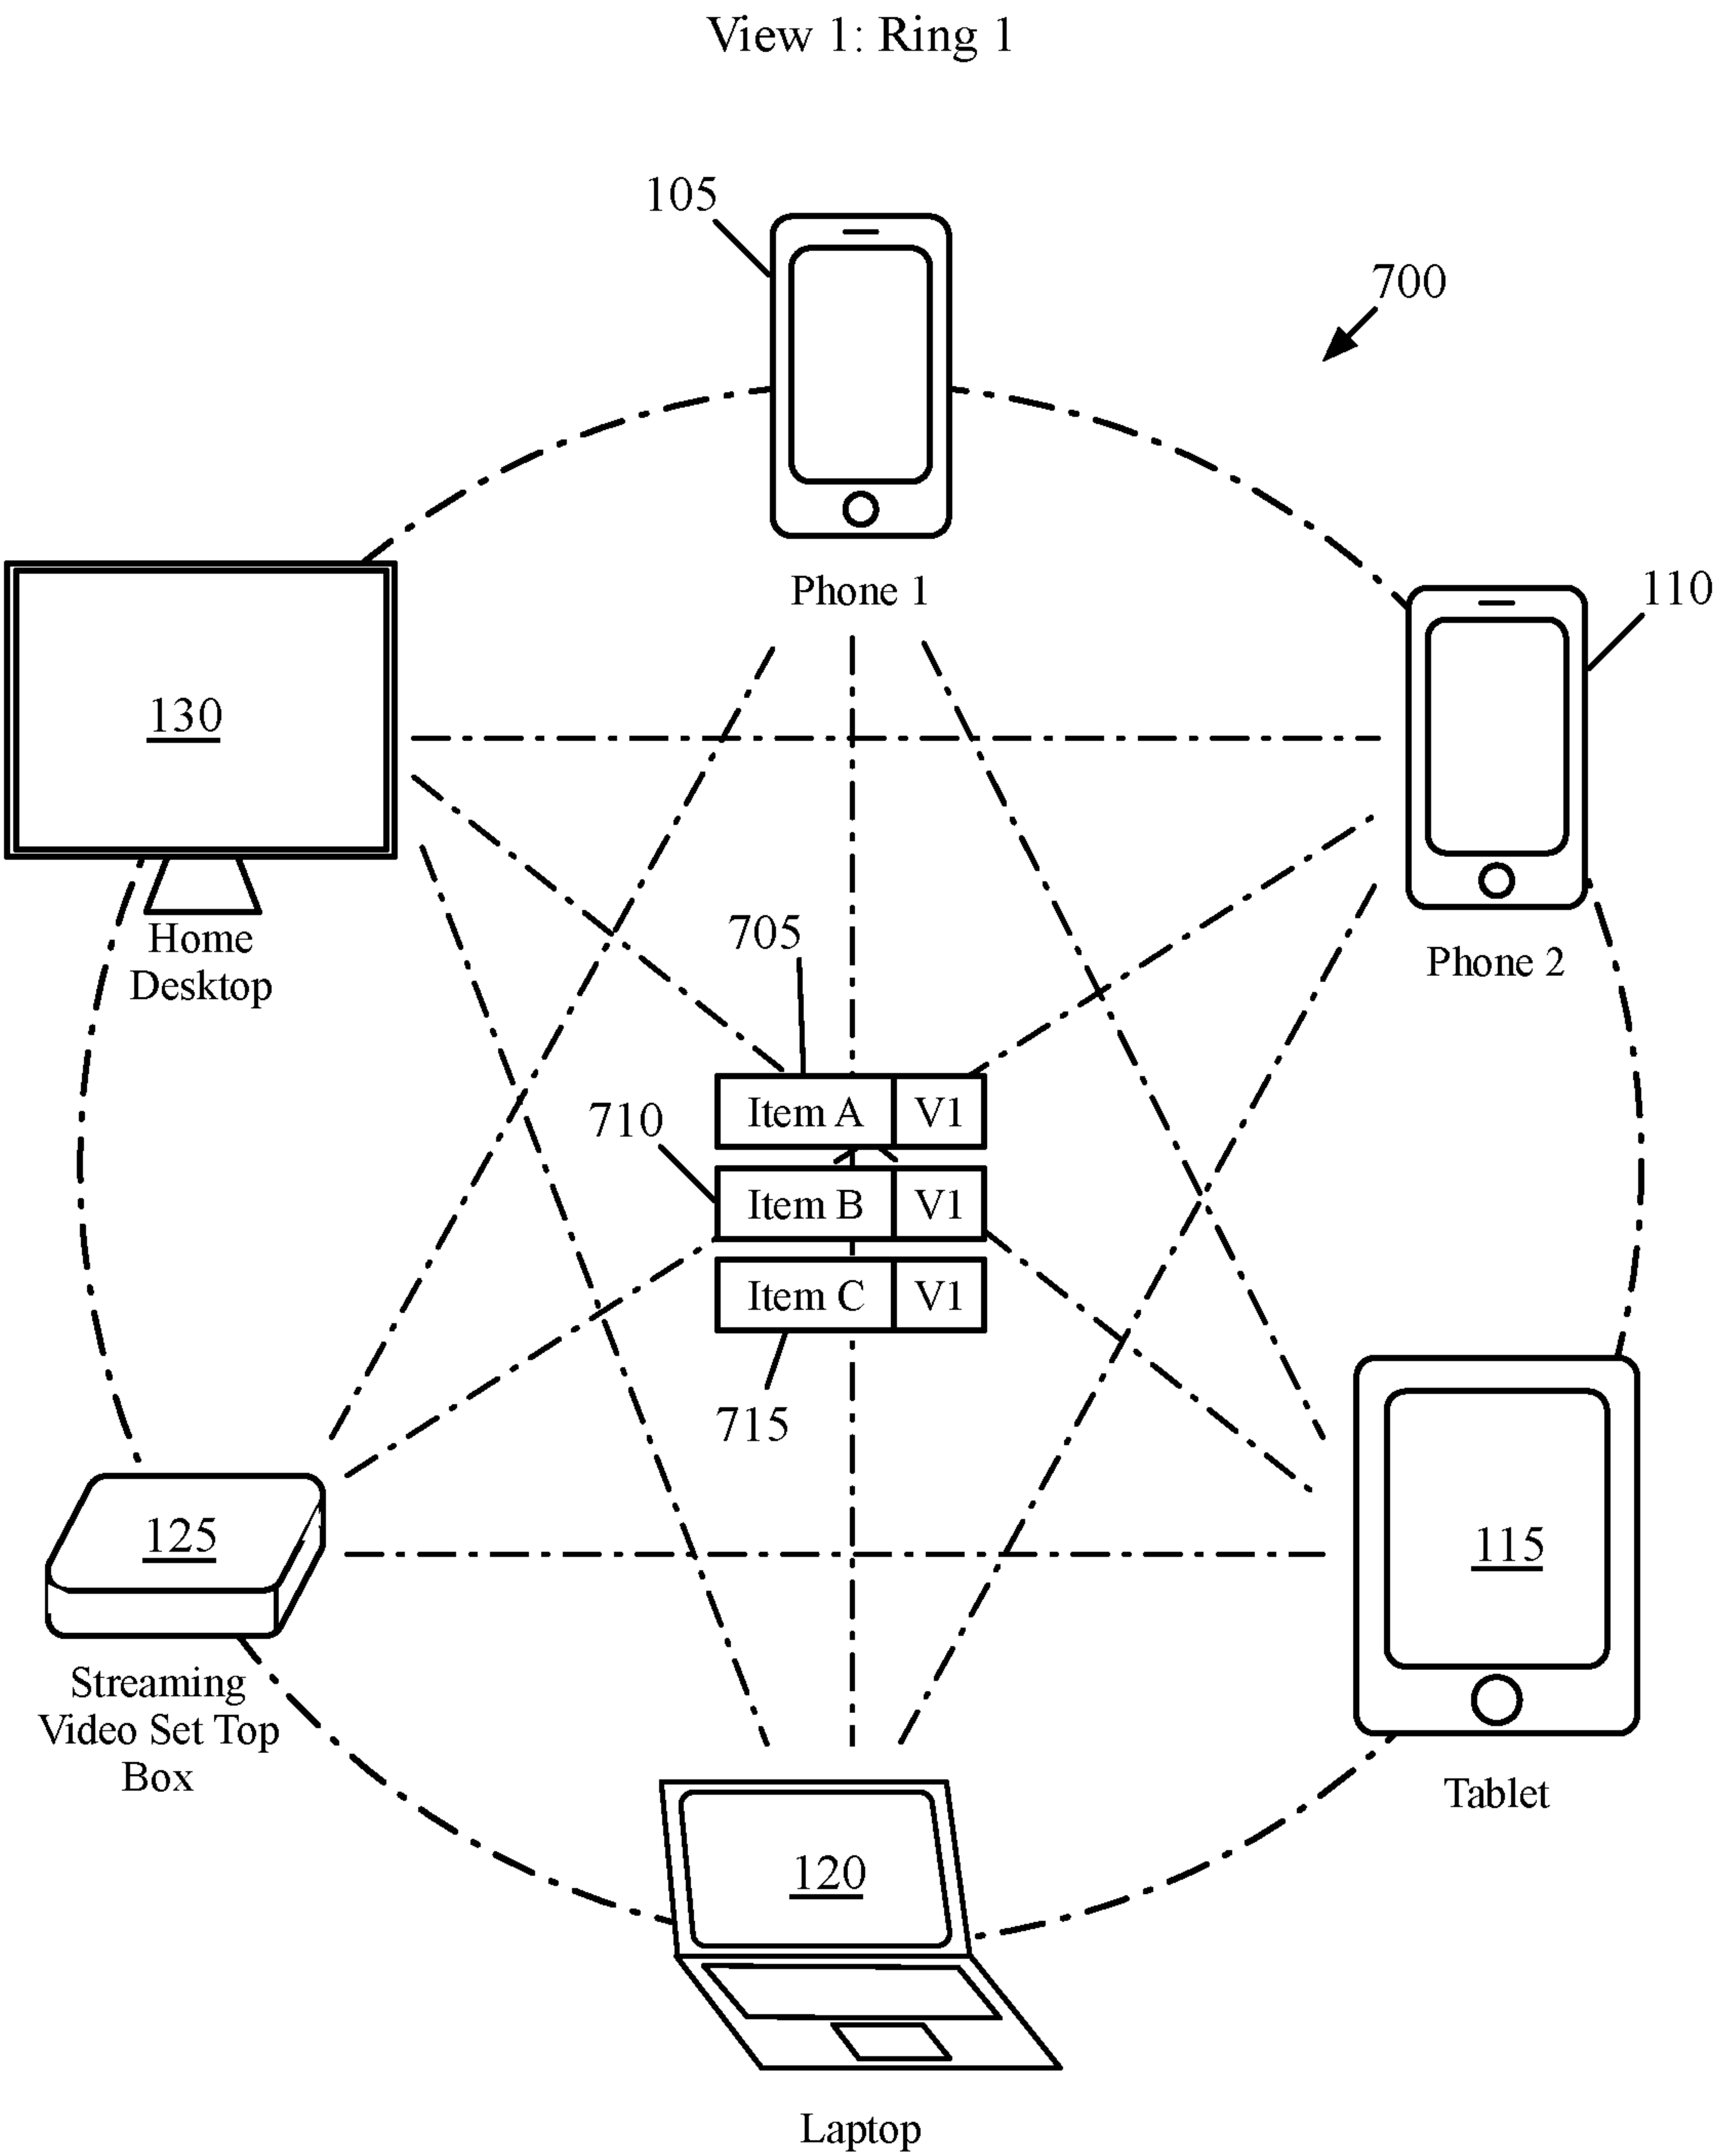 View 1: Ring 1
105
700
Phone 1
110
130
Home
Desktop
705
Phone 2
Item A V1
710
Item B V1
Item C V1
715
125
115
Streaming
Video Set Top
Box
Tablet
120
Laptop